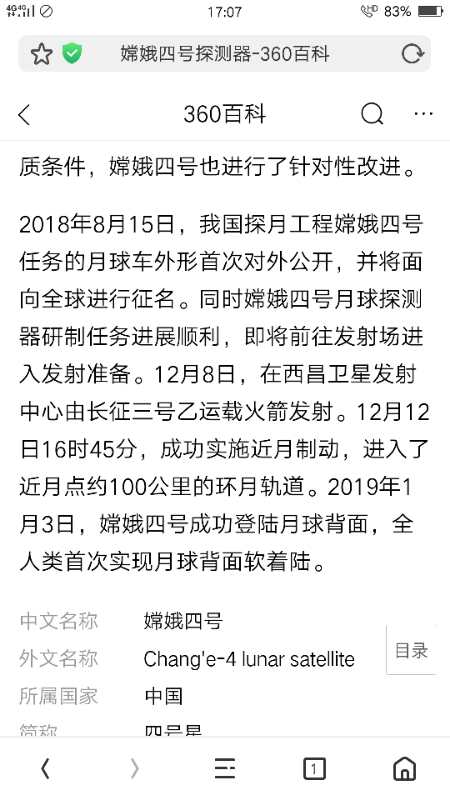 4G 4G 17:07 HD 83%
嫦娥四号探测器-360百科
360百科
质条件，嫦娥四号也进行了针对性改进。
2018年8月15日，我国探月工程嫦娥四号
任务的月球车外形首次对外公开，并将面
向全球进行征名。同时嫦娥四号月球探测
器研制任务进展顺利，即将前往发射场进
入发射准备。12月8日，在西昌卫星发射
中心由长征三号乙运载火箭发射。12月12
日16时45分，成功实施近月制动，进入了
近月点约100公里的环月轨道。2019年1
月3日，嫦娥四号成功登陆月球背面，全
人类首次实现月球背面软着陆。
中文名称 嫦娥四号
外文名称 Chang'e-4 lunar satellite
目录
所属国家 中国
简称 四号星
1